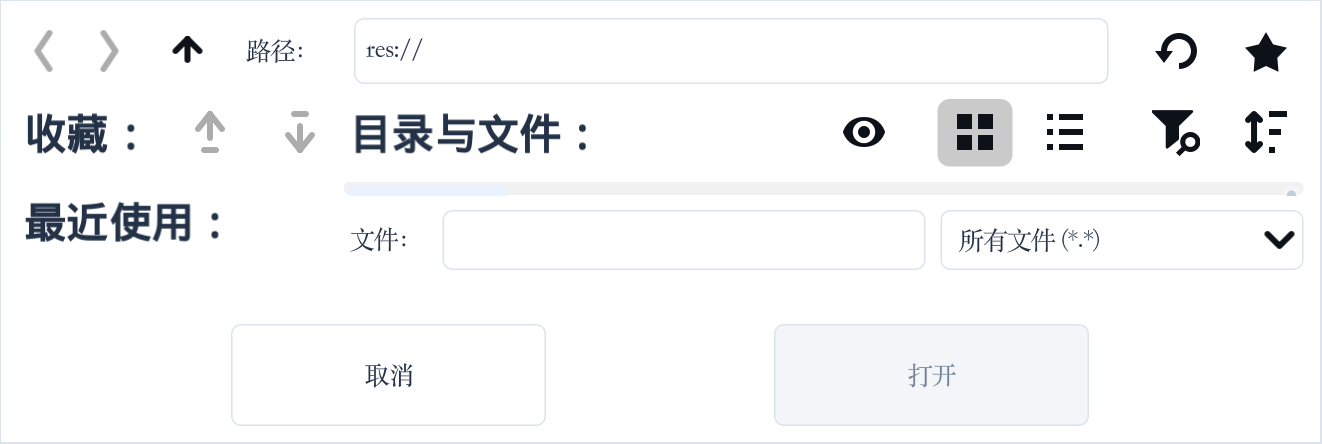 路径: res://
收藏： 目录与文件：
最近使用：
文件: 所有文件 (*.*)
取消 打开